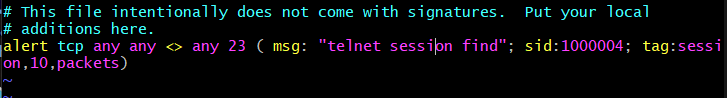 # This file intentionally does not come with signatures.  Put your local
# additions here.
alert tcp any any <> any 23 ( msg: "telnet session find"; sid:1000004; tag:sessi
on,10,packets)
~
~